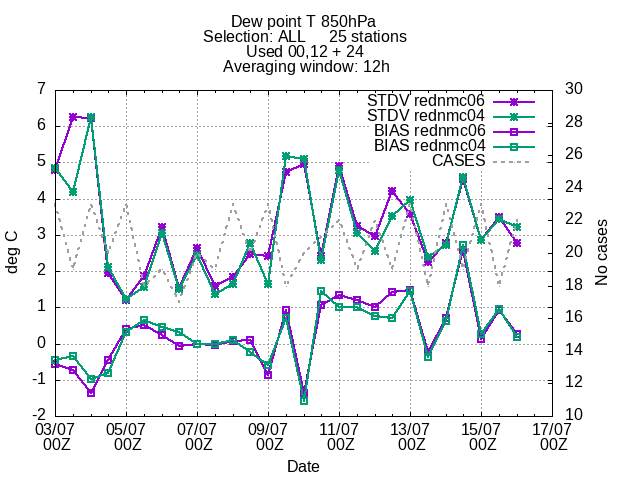 Dew point T 850hPa
Selection: ALL 25 stations
Used 00,12 + 24
Averaging window: 12h
STDV rednmc06
STDV rednmc04
BIAS rednmc06
BIAS rednmc04
CASES
7
6
5
4
3
2
1
0
-1
-2
deg C
30
28
26
24
22
20
18
16
14
12
10
No cases
03/07 05/07 07/07 09/07 11/07 13/07 15/07 17/07
00Z 00Z 00Z 00Z 00Z 00Z 00Z 00Z
Date